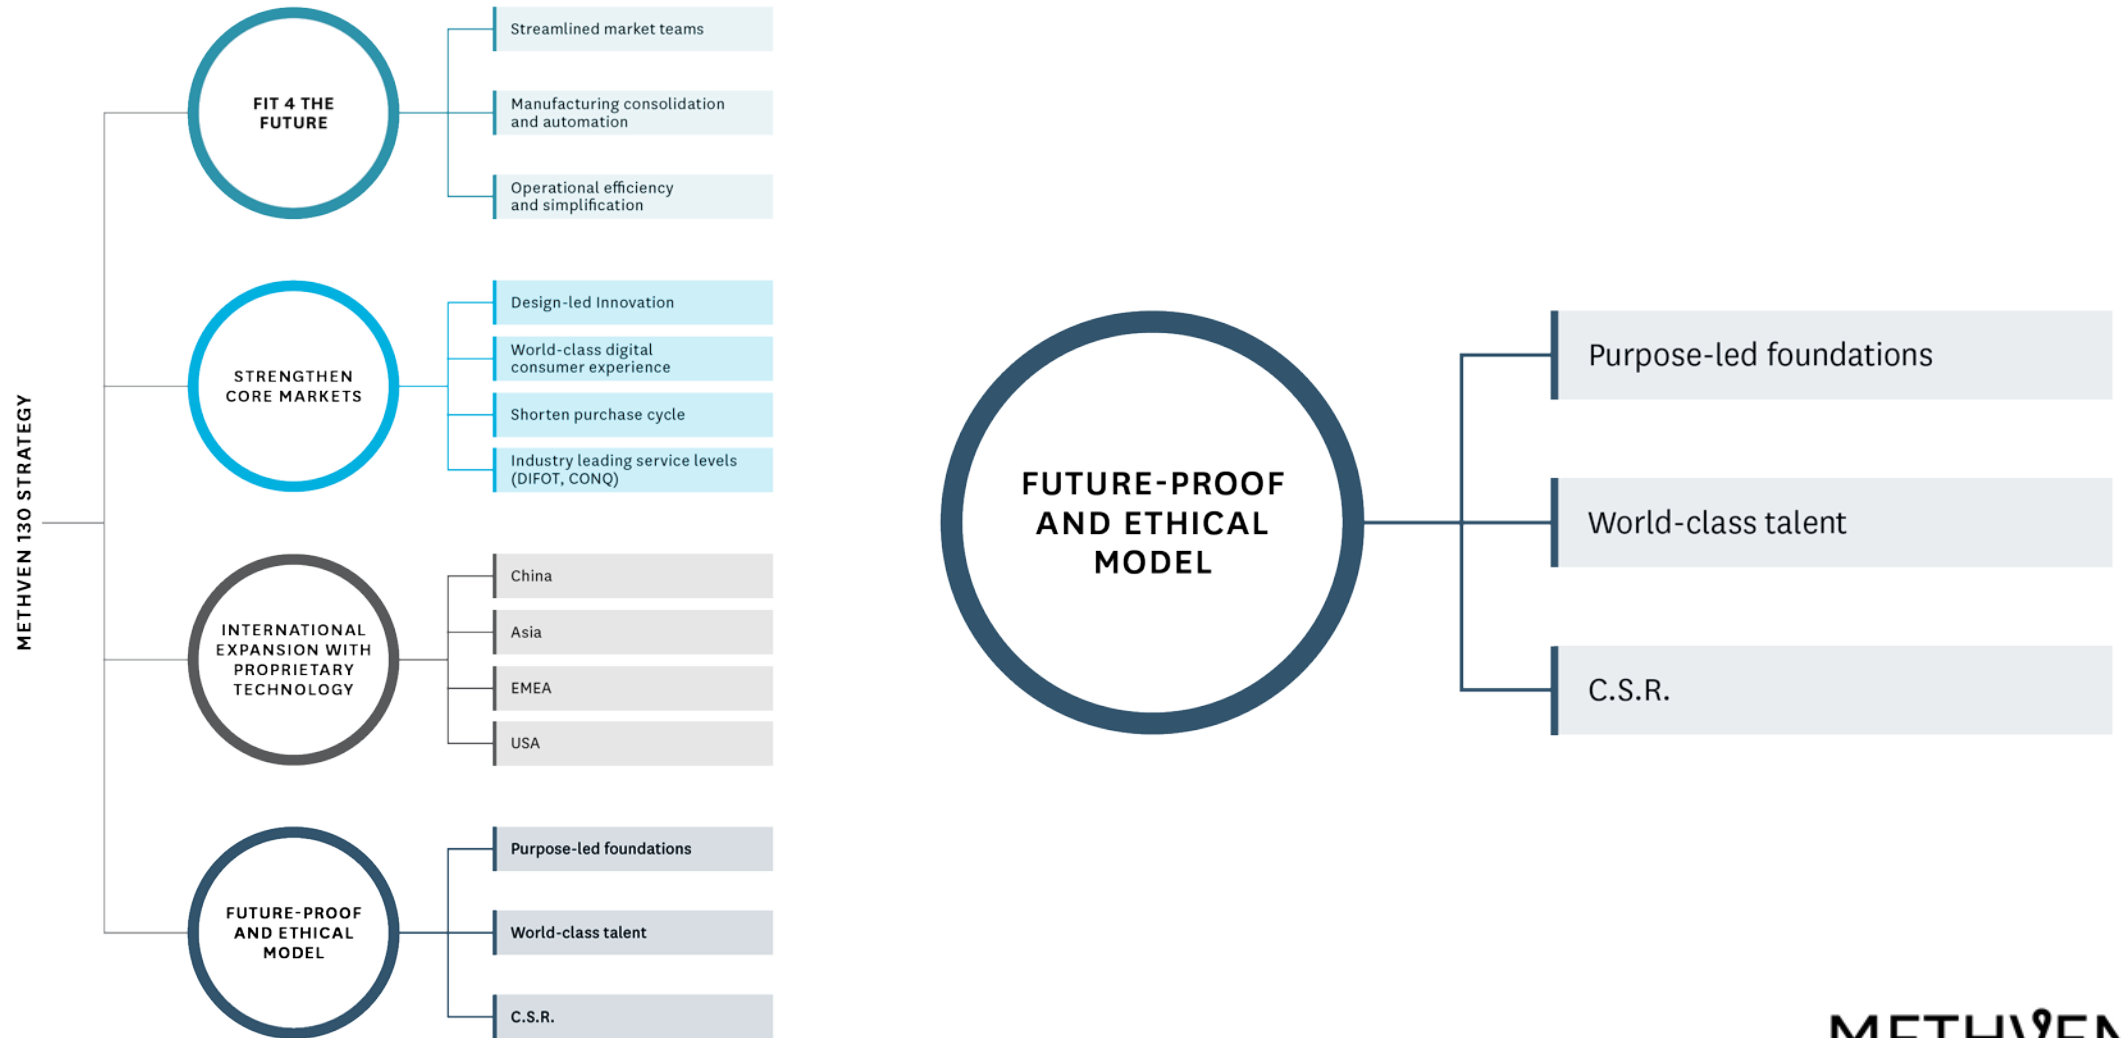 METHVEN 130 STRATEGY
FIT 4 THE
FUTURE
Streamlined market teams
Manufacturing consolidation
and automation
Operational efficiency
and simplification
STRENGTHEN
CORE MARKETS
Design-led Innovation
World-class digital
consumer experience
Shorten purchase cycle
Industry leading service levels
(DIFOT, CONQ)
INTERNATIONAL
EXPANSION WITH
PROPRIETARY
TECHNOLOGY
China
Asia
EMEA
USA
FUTURE-PROOF
AND ETHICAL
MODEL
Purpose-led foundations
World-class talent
C.S.R.
FUTURE-PROOF
AND ETHICAL
MODEL
Purpose-led foundations
World-class talent
C.S.R.
METHVEN